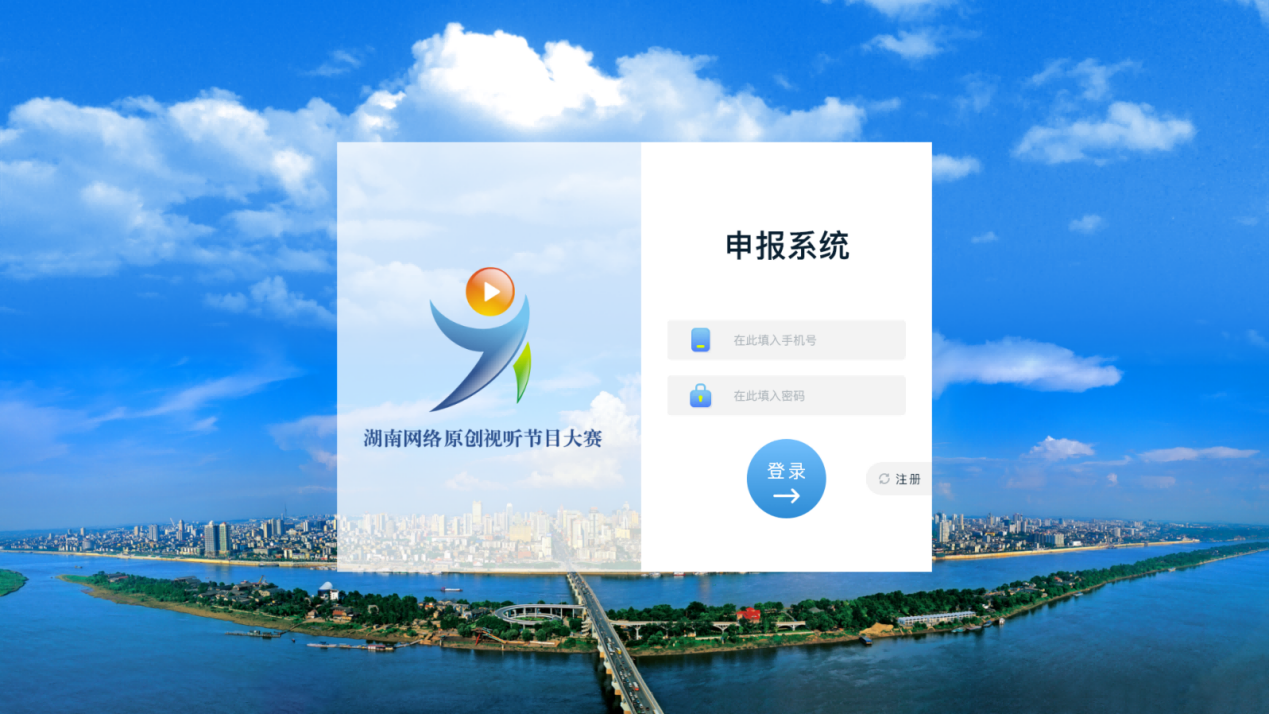 湖南网络原创视听节目大赛
申报系统
在此填入手机号
在此填入密码
登录
注册